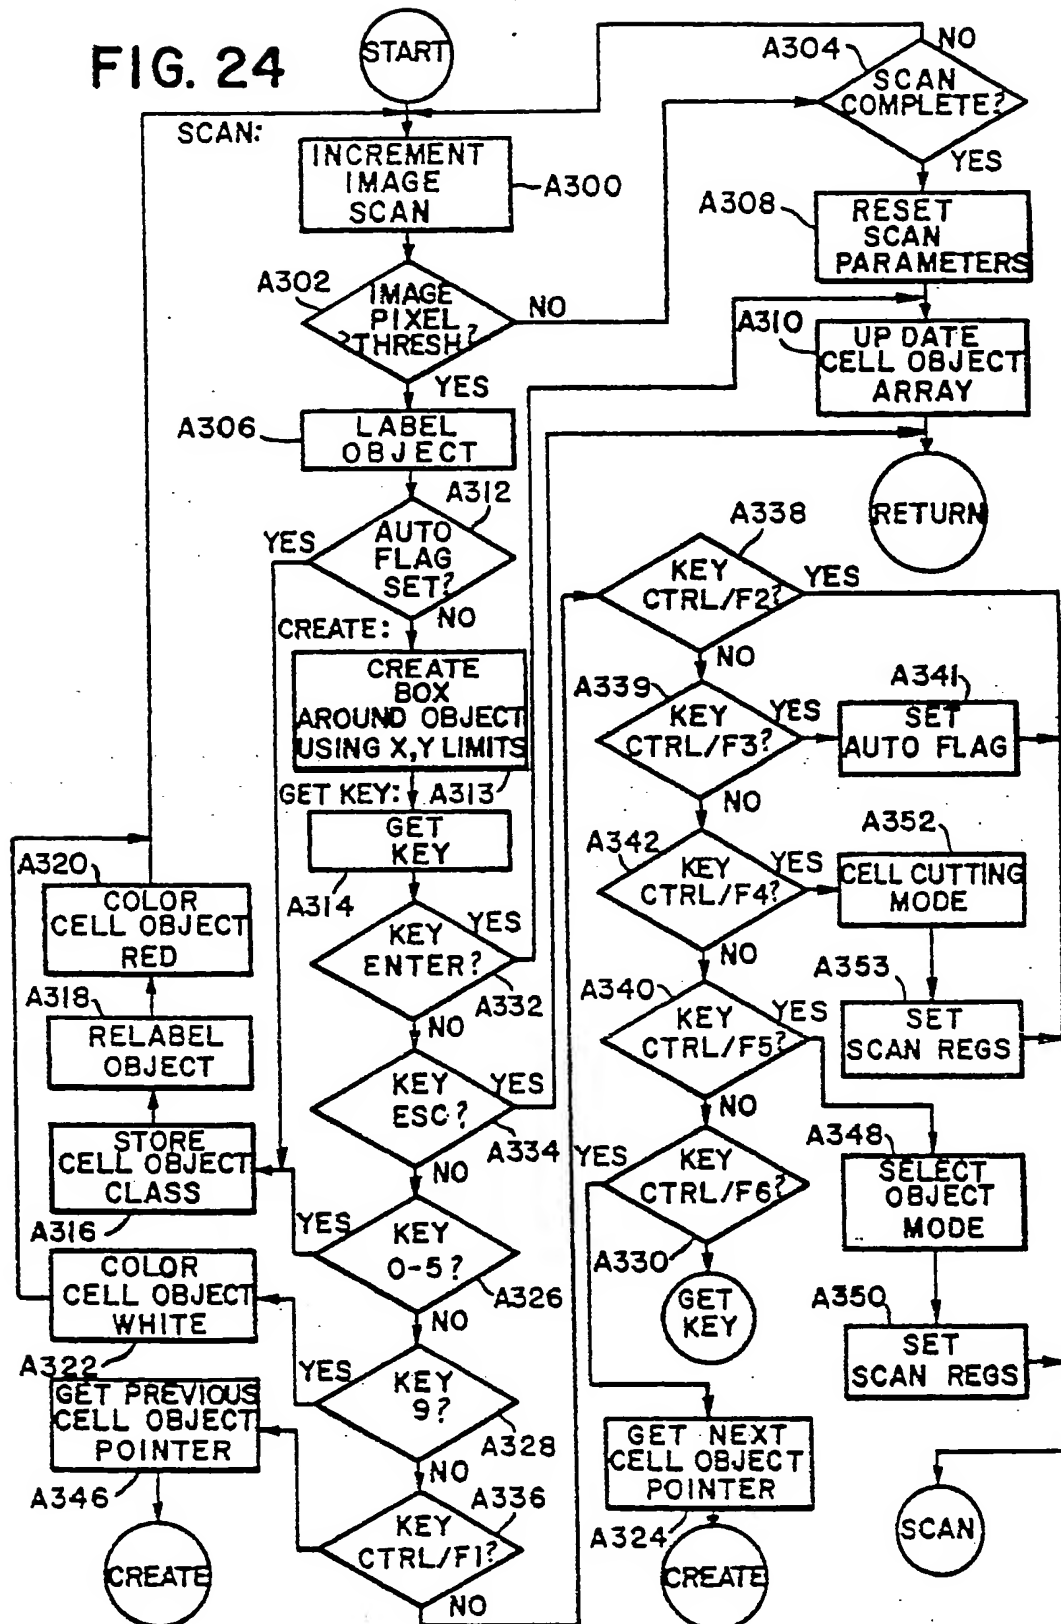 FIG. 24
START
SCAN:
INCREMENT
IMAGE
SCAN
A300
A302
IMAGE
PIXEL
>THRESH?
NO
YES
A304
SCAN
COMPLETE?
NO
YES
A308
RESET
SCAN
PARAMETERS
A310
UP DATE
CELL OBJECT
ARRAY
RETURN
A306
LABEL
OBJECT
A312
AUTO
FLAG
SET?
YES
NO
CREATE:
CREATE
BOX
AROUND OBJECT
USING X,Y LIMITS
A313
GET KEY:
GET
KEY
A314
KEY
ENTER?
YES
A332
NO
KEY
ESC?
YES
A334
NO
KEY
0-5?
YES
A326
NO
KEY
9?
YES
A328
NO
KEY
CTRL/F1?
A336
NO
A320
COLOR
CELL OBJECT
RED
A318
RELABEL
OBJECT
STORE
CELL OBJECT
CLASS
A316
COLOR
CELL OBJECT
WHITE
A322
GET PREVIOUS
CELL OBJECT
POINTER
A346
CREATE
A338
KEY
CTRL/F2?
YES
NO
A339
KEY
CTRL/F3?
YES
NO
A341
SET
AUTO FLAG
A342
KEY
CTRL/F4?
YES
NO
A352
CELL CUTTING
MODE
A353
SET
SCAN REGS
A340
KEY
CTRL/F5?
YES
NO
A348
SELECT
OBJECT
MODE
A350
SET
SCAN REGS
SCAN
YES
KEY
CTRL/F6?
A330
GET
KEY
GET NEXT
CELL OBJECT
POINTER
A324
CREATE